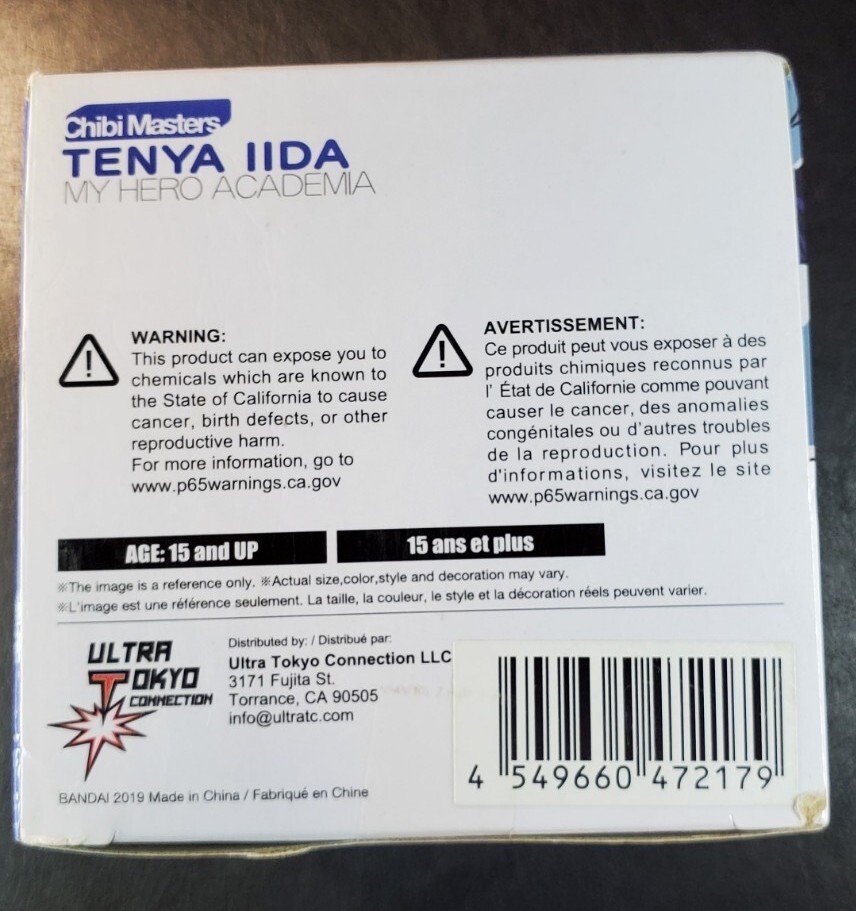 Chibi Masters
TENYA IIDA
MY HERO ACADEMIA
WARNING:
This product can expose you to
chemicals which are known to
the State of California to cause
cancer, birth defects, or other
reproductive harm.
For more information, go to
www.p65warnings.ca.gov
AVERTISSEMENT:
Ce produit peut vous exposer à des
produits chimiques reconnus par
l' État de Californie comme pouvant
causer le cancer, des anomalies
congénitales ou d'autres troubles
de la reproduction. Pour plus
d'informations, visitez le site
www.p65warnings.ca.gov
AGE: 15 and UP
15 ans et plus
※The image is a reference only. ※Actual size,color,style and decoration may vary.
※L'image est une référence seulement. La taille, la couleur, le style et la décoration réels peuvent varier.
ULTRA
TOKYO
CONNECTION
Distributed by: / Distribué par:
Ultra Tokyo Connection LLC
3171 Fujita St.
Torrance, CA 90505
info@ultratc.com
BANDAI 2019 Made in China / Fabriqué en Chine
4 549660 472179